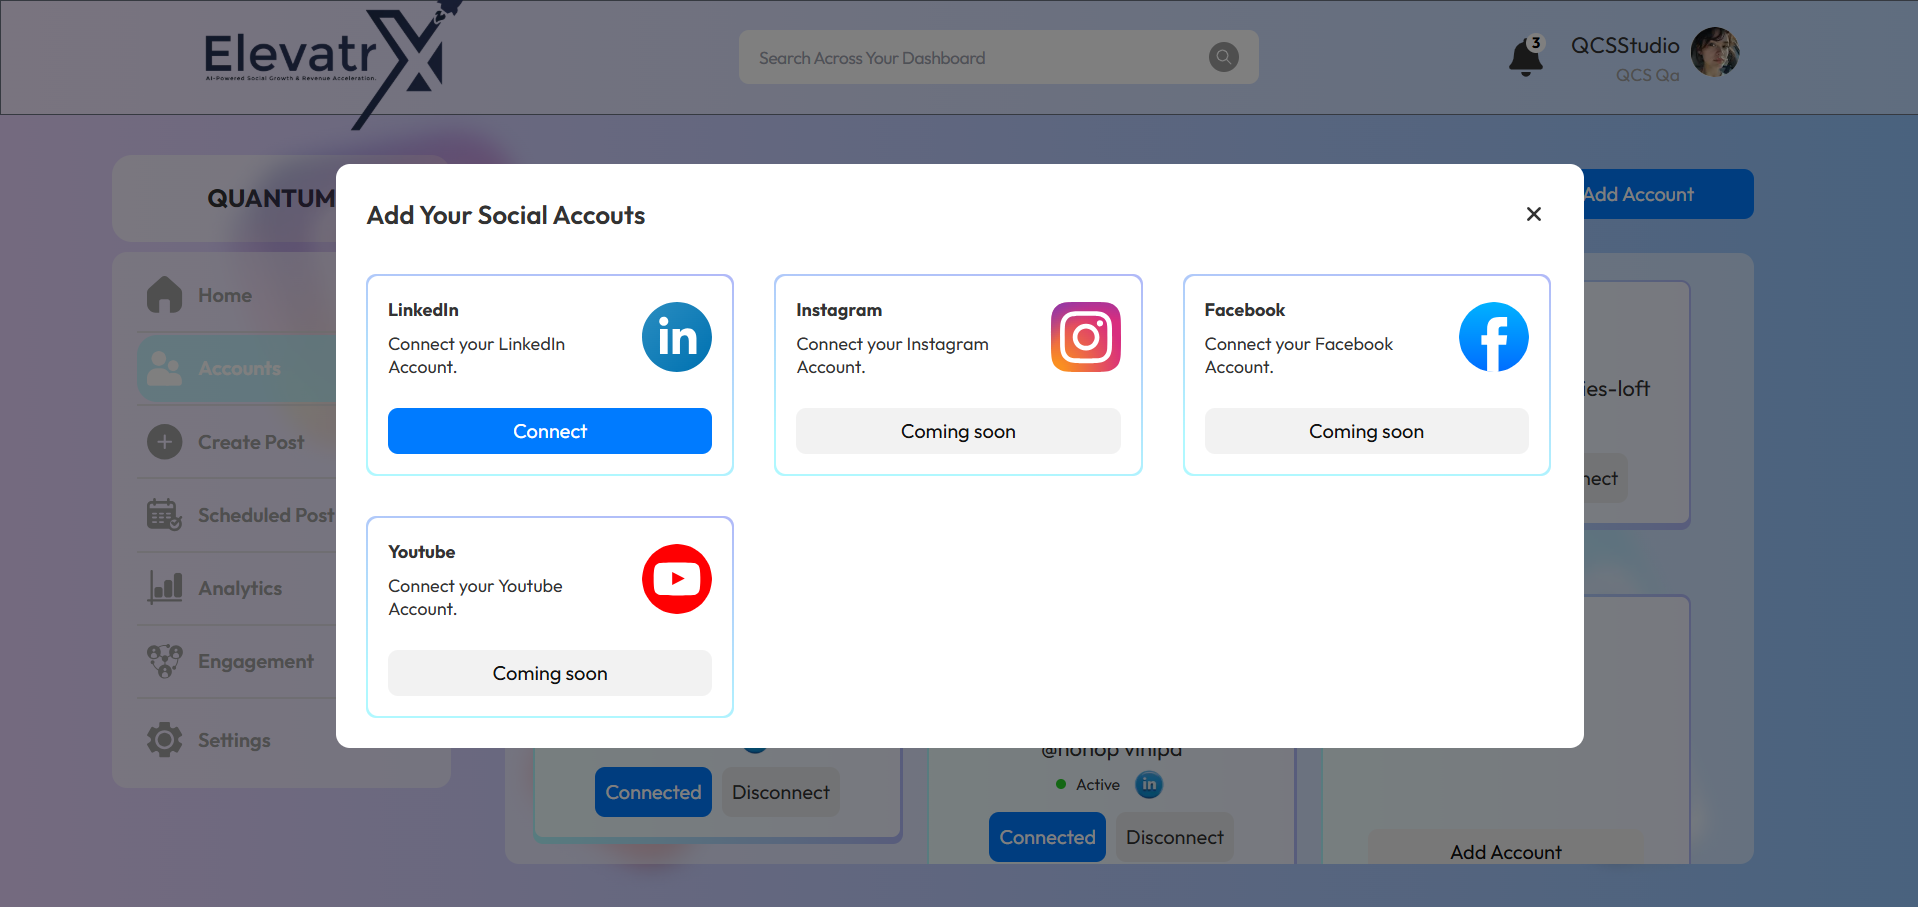 ElevatrX
AI-Powered Social Growth & Revenue Acceleration.
Search Across Your Dashboard
3
QCSStudio
QCS Qa
QUANTUM
Add Account
Home
Accounts
Create Post
Scheduled Post
Analytics
Engagement
Settings
Add Your Social Accouts
LinkedIn
Connect your LinkedIn
Account.
in
Connect
Instagram
Connect your Instagram
Account.
Coming soon
Facebook
Connect your Facebook
Account.
f
Coming soon
Youtube
Connect your Youtube
Account.
Coming soon
ies-loft
nect
Connected
Disconnect
Active
in
Connected
Disconnect
Add Account